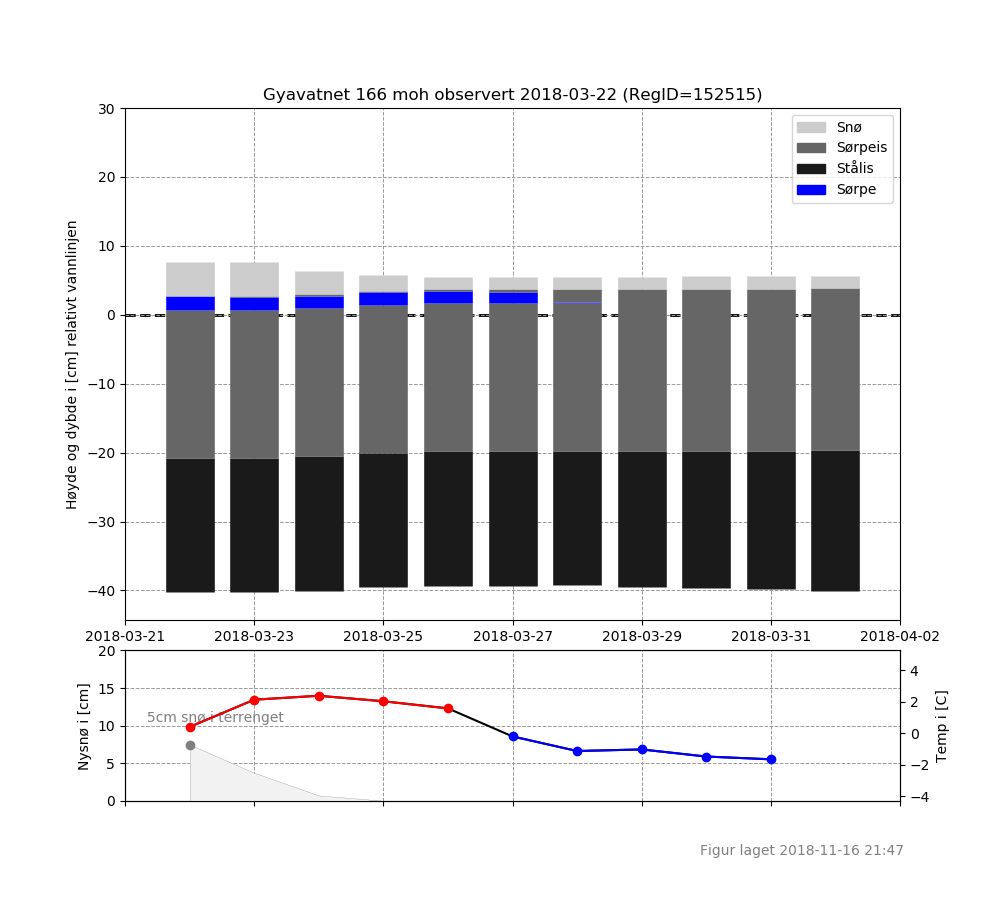 Gyavatnet 166 moh observert 2018-03-22 (RegID=152515)
30
20
10
0
−10
−20
−30
−40
Høyde og dybde i [cm] relativt vannlinjen
Snø
Sørpeis
Stålis
Sørpe
2018-03-21
2018-03-23
2018-03-25
2018-03-27
2018-03-29
2018-03-31
2018-04-02
20
15
10
5
0
Nysnø i [cm]
5cm snø i terrenget
4
2
0
−2
−4
Temp i [C]
Figur laget 2018-11-16 21:47